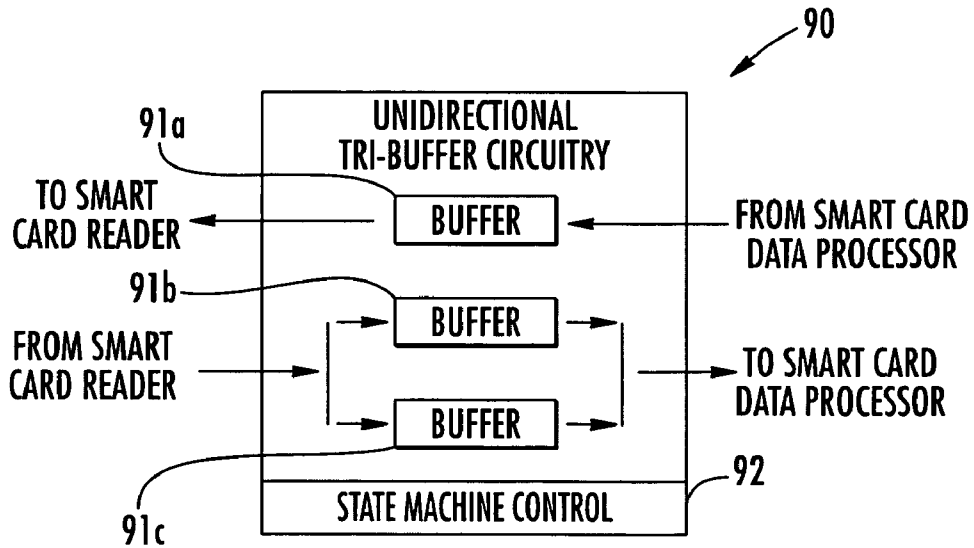 90
UNIDIRECTIONAL
TRI-BUFFER CIRCUITRY
91a
TO SMART
CARD READER
BUFFER
FROM SMART CARD
DATA PROCESSOR
91b
BUFFER
FROM SMART
CARD READER
TO SMART CARD
DATA PROCESSOR
BUFFER
91c
STATE MACHINE CONTROL
92